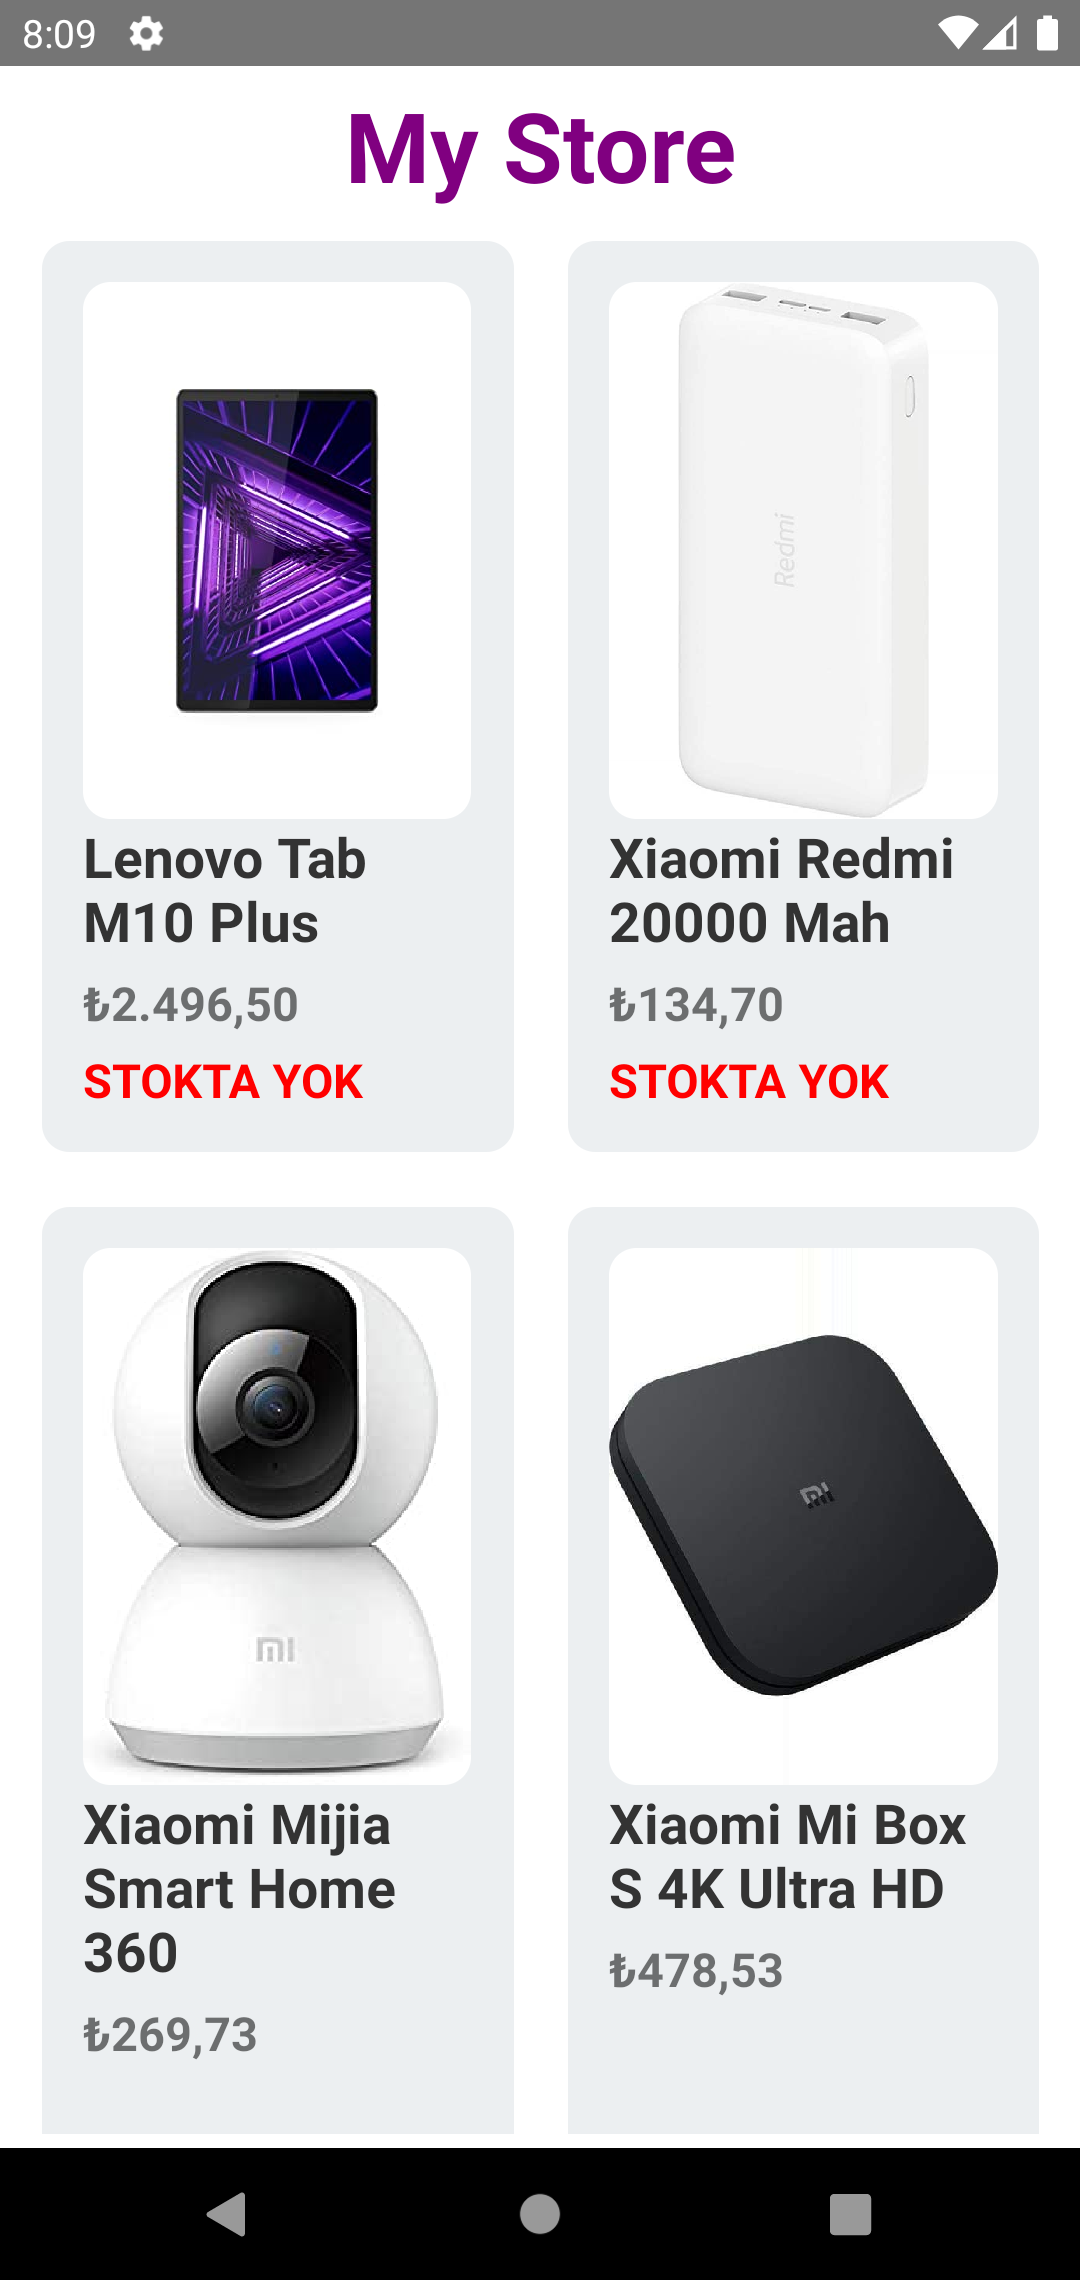 8:09
My Store
Redmi
Lenovo Tab
M10 Plus
₺2.496,50
STOKTA YOK
Xiaomi Redmi
20000 Mah
₺134,70
STOKTA YOK
mi
Xiaomi Mijia
Smart Home
360
₺269,73
mi
Xiaomi Mi Box
S 4K Ultra HD
₺478,53